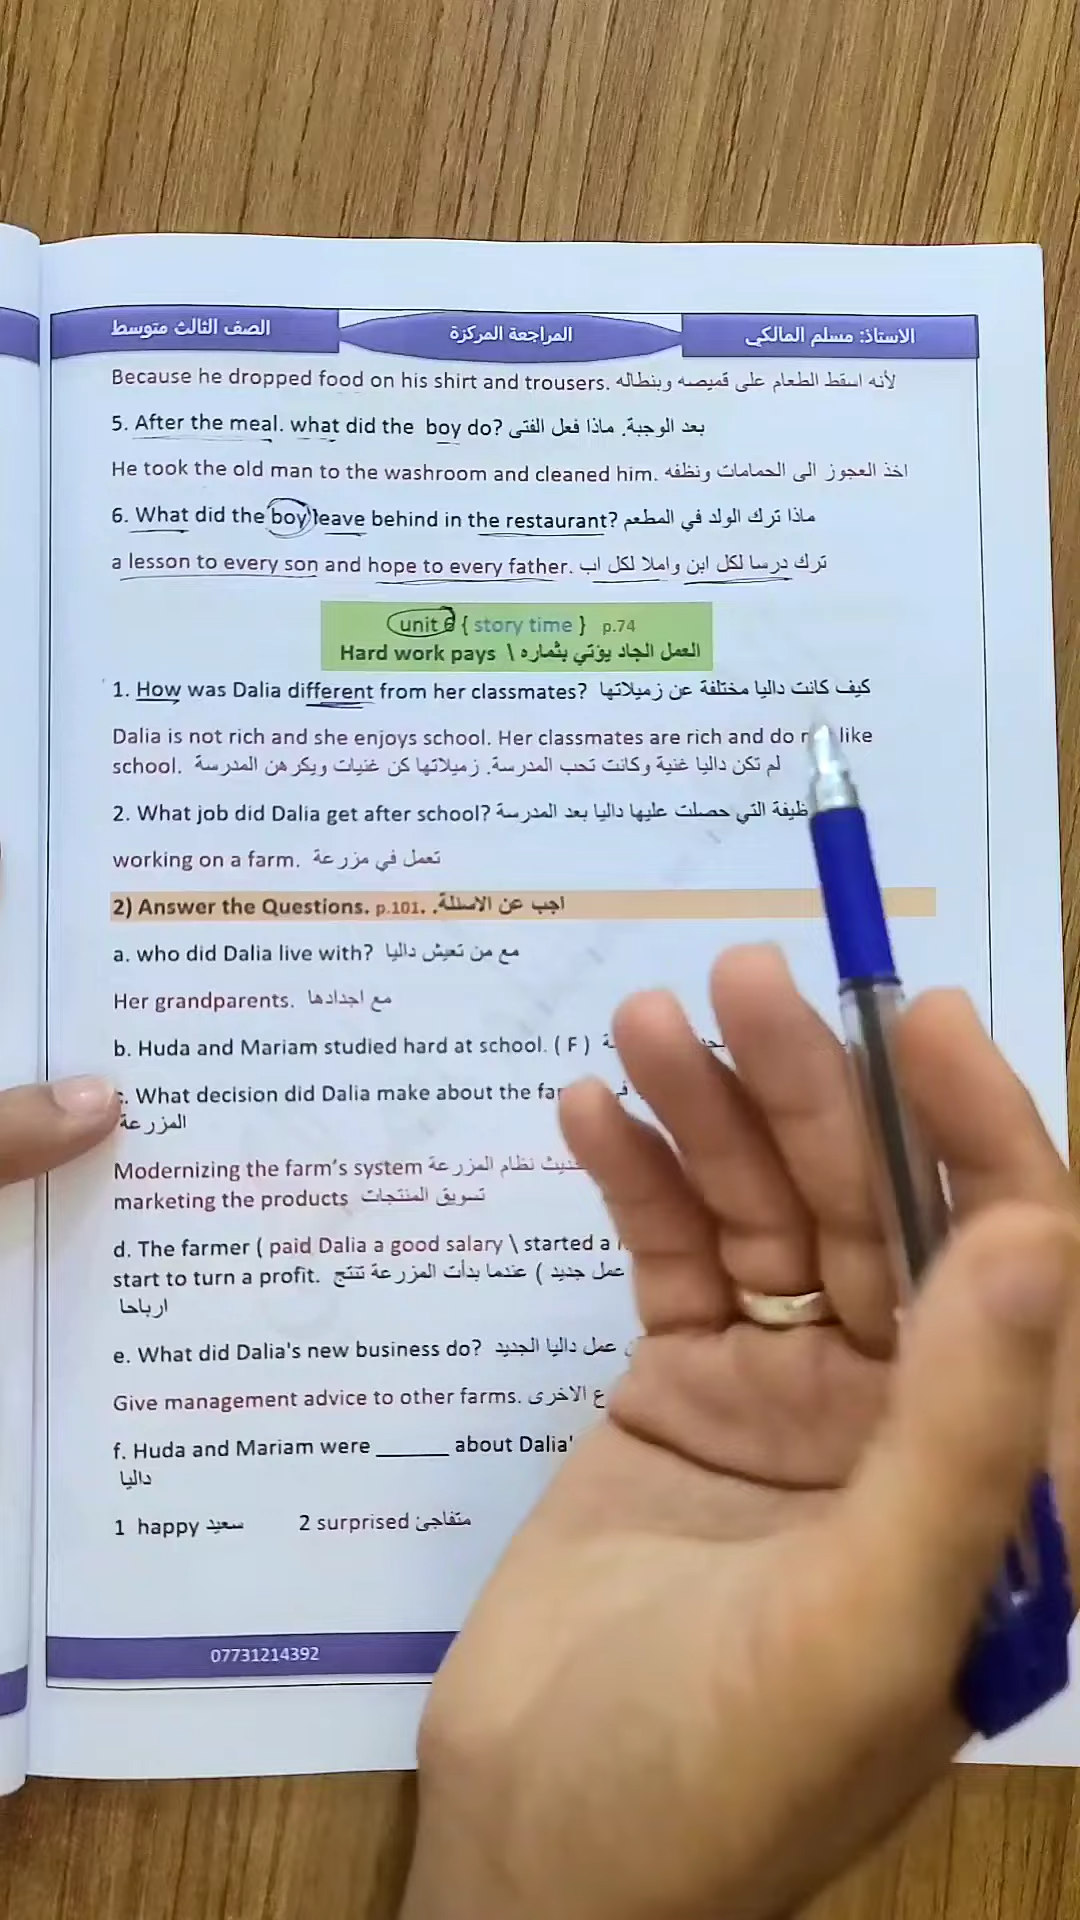 الاستاذ: مسلم المالكي المراجعة المركزة الصف الثالث متوسط
Because he dropped food on his shirt and trousers. لأنه اسقط الطعام على قميصه وبنطاله
5. After the meal. what did the boy do? بعد الوجبة. ماذا فعل الفتى
He took the old man to the washroom and cleaned him. اخذ العجوز الى الحمامات ونظفه
6. What did the boy leave behind in the restaurant? ماذا ترك الولد في المطعم
a lesson to every son and hope to every father. ترك درسا لكل ابن واملا لكل اب
unit 6 { story time } p.74
Hard work pays \ العمل الجاد يؤتي بثماره
1. How was Dalia different from her classmates? كيف كانت داليا مختلفة عن زميلاتها
Dalia is not rich and she enjoys school. Her classmates are rich and do like
school. لم تكن داليا غنية وكانت تحب المدرسة. زميلاتها كن غنيات ويكرهن المدرسة
2. What job did Dalia get after school? التي حصلت عليها داليا بعد المدرسة
working on a farm. تعمل في مزرعة
2) Answer the Questions. p.101. اجب عن الاسئلة.
a. who did Dalia live with? مع من تعيش داليا
Her grandparents. مع اجدادها
b. Huda and Mariam studied hard at school. ( F )
c. What decision did Dalia make about the
المزرعة
Modernizing the farm's system نظام المزرعة
marketing the products تسويق المنتجات
d. The farmer ( paid Dalia a good salary \ started a
start to turn a profit. عمل جديد ) عندما بدأت المزرعة تنتج
ارباحا
e. What did Dalia's new business do? عمل داليا الجديد
Give management advice to other farms. الاخرى
f. Huda and Mariam were ______ about Dalia'
داليا
1 happy سعيد 2 surprised متفاجئ
07731214392